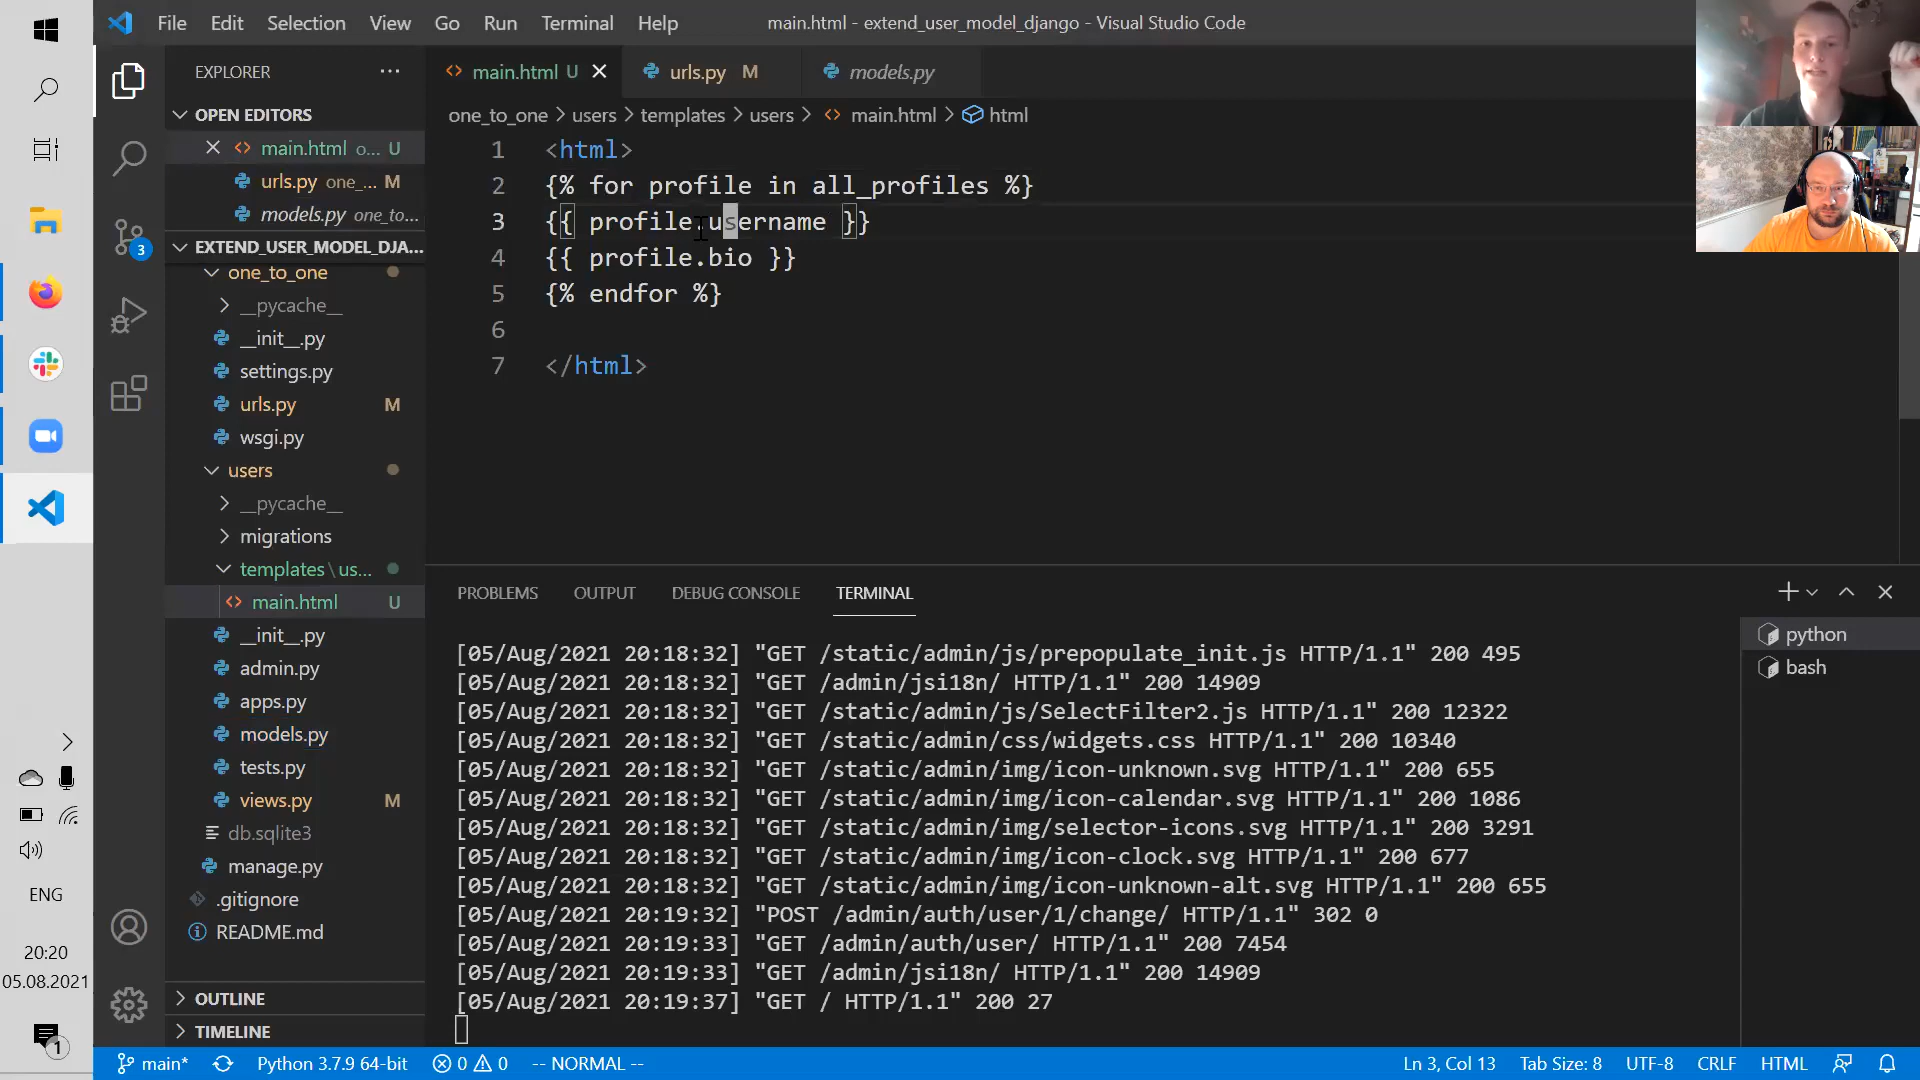 File Edit Selection View Go Run Terminal Help main.html - extend_user_model_django - Visual Studio Code
EXPLORER ...
main.html U
urls.py M
models.py
OPEN EDITORS
main.html o... U
urls.py one_... M
models.py one_to...
EXTEND_USER_MODEL_DJA...
one_to_one
__pycache__
__init__.py
settings.py
urls.py M
wsgi.py
users
__pycache__
migrations
templates\us...
main.html U
__init__.py
admin.py
apps.py
models.py
tests.py
views.py M
db.sqlite3
manage.py
.gitignore
README.md
OUTLINE
TIMELINE
3
one_to_one > users > templates > users > main.html > html
1 <html>
2 {% for profile in all_profiles %}
3 {{ profile.username }}
4 {{ profile.bio }}
5 {% endfor %}
6
7 </html>
PROBLEMS OUTPUT DEBUG CONSOLE TERMINAL
python
bash
[05/Aug/2021 20:18:32] "GET /static/admin/js/prepopulate_init.js HTTP/1.1" 200 495
[05/Aug/2021 20:18:32] "GET /admin/jsi18n/ HTTP/1.1" 200 14909
[05/Aug/2021 20:18:32] "GET /static/admin/js/SelectFilter2.js HTTP/1.1" 200 12322
[05/Aug/2021 20:18:32] "GET /static/admin/css/widgets.css HTTP/1.1" 200 10340
[05/Aug/2021 20:18:32] "GET /static/admin/img/icon-unknown.svg HTTP/1.1" 200 655
[05/Aug/2021 20:18:32] "GET /static/admin/img/icon-calendar.svg HTTP/1.1" 200 1086
[05/Aug/2021 20:18:32] "GET /static/admin/img/selector-icons.svg HTTP/1.1" 200 3291
[05/Aug/2021 20:18:32] "GET /static/admin/img/icon-clock.svg HTTP/1.1" 200 677
[05/Aug/2021 20:18:32] "GET /static/admin/img/icon-unknown-alt.svg HTTP/1.1" 200 655
[05/Aug/2021 20:19:32] "POST /admin/auth/user/1/change/ HTTP/1.1" 302 0
[05/Aug/2021 20:19:33] "GET /admin/auth/user/ HTTP/1.1" 200 7454
[05/Aug/2021 20:19:33] "GET /admin/jsi18n/ HTTP/1.1" 200 14909
[05/Aug/2021 20:19:37] "GET / HTTP/1.1" 200 27
ENG
20:20
05.08.2021
1
main* Python 3.7.9 64-bit 0 0 -- NORMAL -- Ln 3, Col 13 Tab Size: 8 UTF-8 CRLF HTML